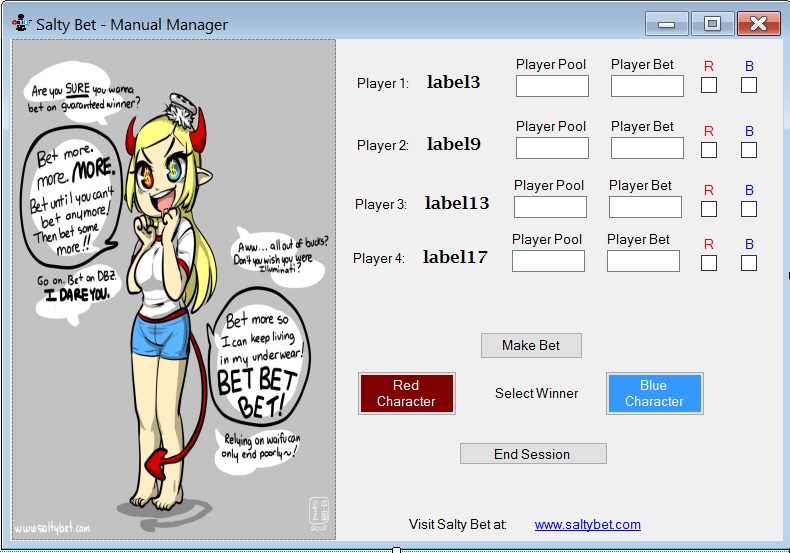 Salty Bet - Manual Manager
Are you SURE you wanna
bet on guaranteed winner?
Bet more.
more. MORE.
Bet until you can't
bet anymore!
Then bet some
more!!
Go on. Bet on DBZ.
I DARE YOU.
Aww... all out of bucks?
Don't you wish you were
Illuminati?
Bet more so
I can keep living
in my underwear!
BET BET
BET!
Relying on waifu can
only end poorly~!
www.saltybet.com
Player Pool Player Bet R B
Player 1: label3
Player Pool Player Bet R B
Player 2: label9
Player Pool Player Bet R B
Player 3: label13
Player Pool Player Bet R B
Player 4: label17
Make Bet
Red
Character
Select Winner
Blue
Character
End Session
Visit Salty Bet at: www.saltybet.com